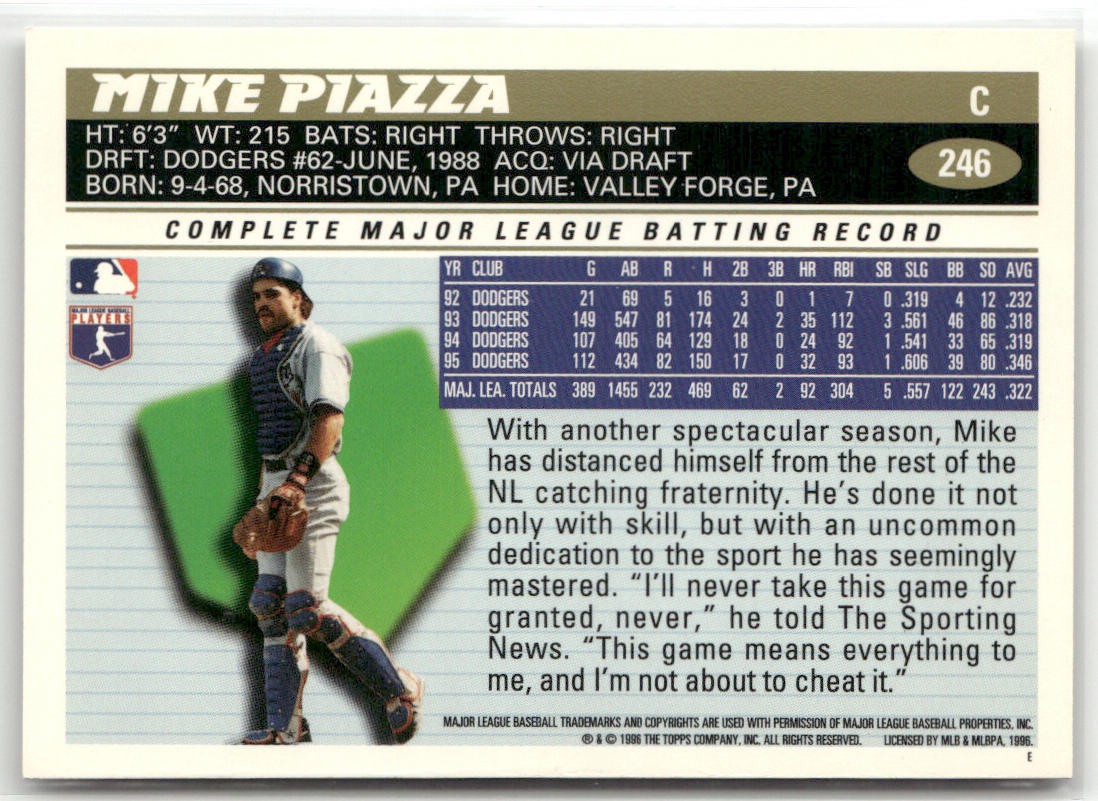 MIKE PIAZZA
C
HT: 6'3" WT: 215 BATS: RIGHT THROWS: RIGHT
DRFT: DODGERS #62-JUNE, 1988 ACQ: VIA DRAFT
BORN: 9-4-68, NORRISTOWN, PA HOME: VALLEY FORGE, PA
246
COMPLETE MAJOR LEAGUE BATTING RECORD
MAJOR LEAGUE BASEBALL
PLAYERS
YR CLUB G AB R H 2B 3B HR RBI SB SLG BB SO AVG
92 DODGERS 21 69 5 16 3 0 1 7 0 .319 4 12 .232
93 DODGERS 149 547 81 174 24 2 35 112 3 .561 46 86 .318
94 DODGERS 107 405 64 129 18 0 24 92 1 .541 33 65 .319
95 DODGERS 112 434 82 150 17 0 32 93 1 .606 39 80 .346
MAJ. LEA. TOTALS 389 1455 232 469 62 2 92 304 5 .557 122 243 .322
With another spectacular season, Mike
has distanced himself from the rest of the
NL catching fraternity. He's done it not
only with skill, but with an uncommon
dedication to the sport he has seemingly
mastered. "I'll never take this game for
granted, never," he told The Sporting
News. "This game means everything to
me, and I'm not about to cheat it."
MAJOR LEAGUE BASEBALL TRADEMARKS AND COPYRIGHTS ARE USED WITH PERMISSION OF MAJOR LEAGUE BASEBALL PROPERTIES, INC.
® & © 1996 THE TOPPS COMPANY, INC. ALL RIGHTS RESERVED. LICENSED BY MLB & MLBPA, 1996.
E